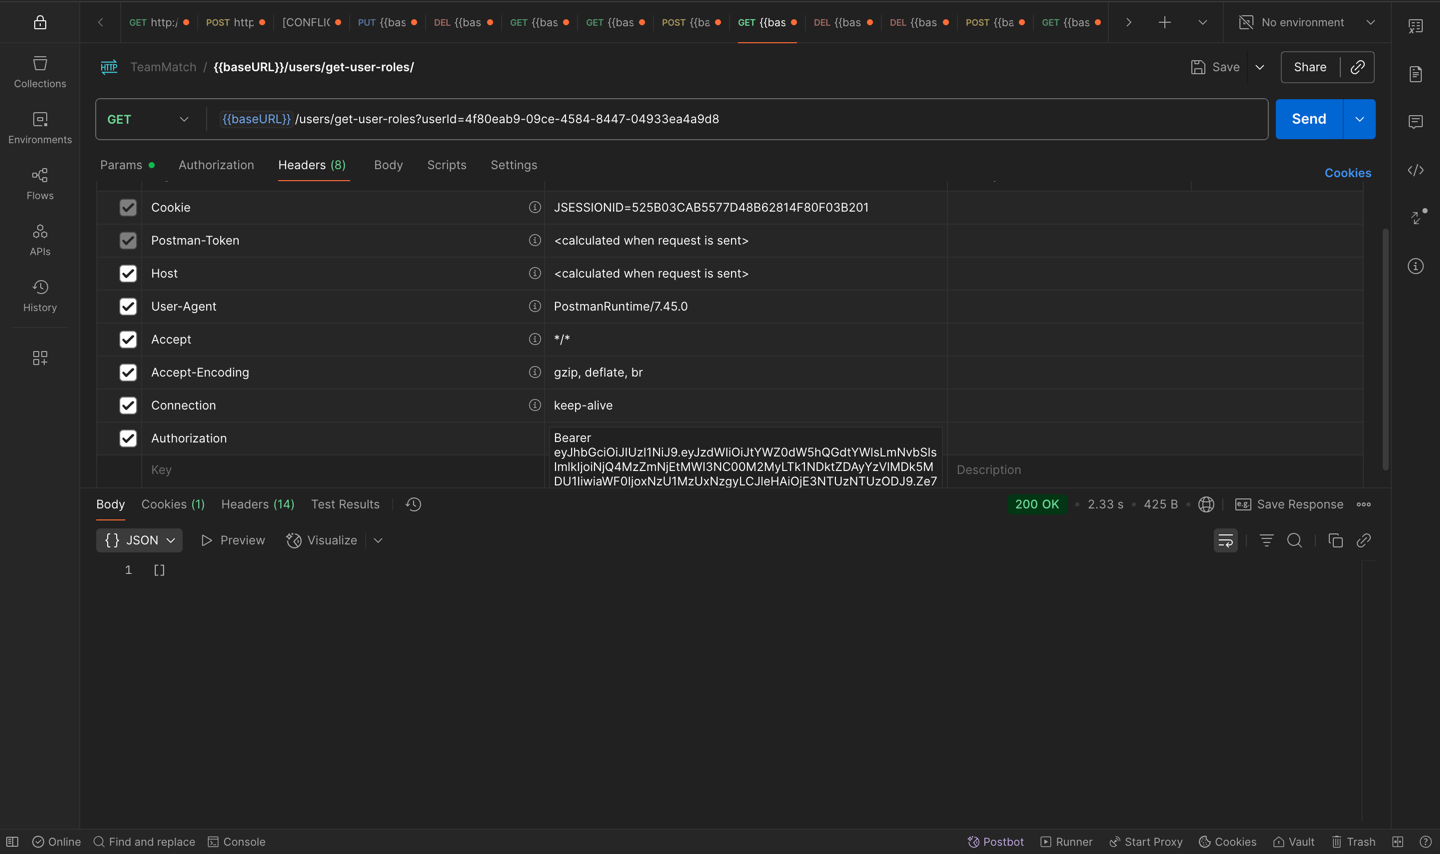 GET http:/
POST http
[CONFLIC
PUT {{bas
DEL {{bas
GET {{bas
GET {{bas
POST {{ba
GET {{bas
DEL {{bas
DEL {{bas
POST {{ba
GET {{bas
No environment
Collections
Environments
Flows
APIs
History
HTTP TeamMatch / {{baseURL}}/users/get-user-roles/
Save
Share
GET
{{baseURL}} /users/get-user-roles?userId=4f80eab9-09ce-4584-8447-04933ea4a9d8
Send
Params
Authorization
Headers (8)
Body
Scripts
Settings
Cookies
Cookie JSESSIONID=525B03CAB5577D48B62814F80F03B201
Postman-Token <calculated when request is sent>
Host <calculated when request is sent>
User-Agent PostmanRuntime/7.45.0
Accept */*
Accept-Encoding gzip, deflate, br
Connection keep-alive
Authorization Bearer
Key
Description
Body
Cookies (1)
Headers (14)
Test Results
200 OK
2.33 s
425 B
e.g. Save Response
{} JSON
Preview
Visualize
1 []
Online
Find and replace
Console
Postbot
Runner
Start Proxy
Cookies
Vault
Trash